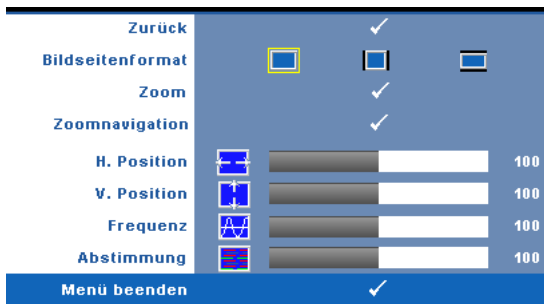 Zurück
Bildseitenformat
Zoom
Zoomnavigation
H. Position 100
V. Position 100
Frequenz 100
Abstimmung 100
Menü beenden